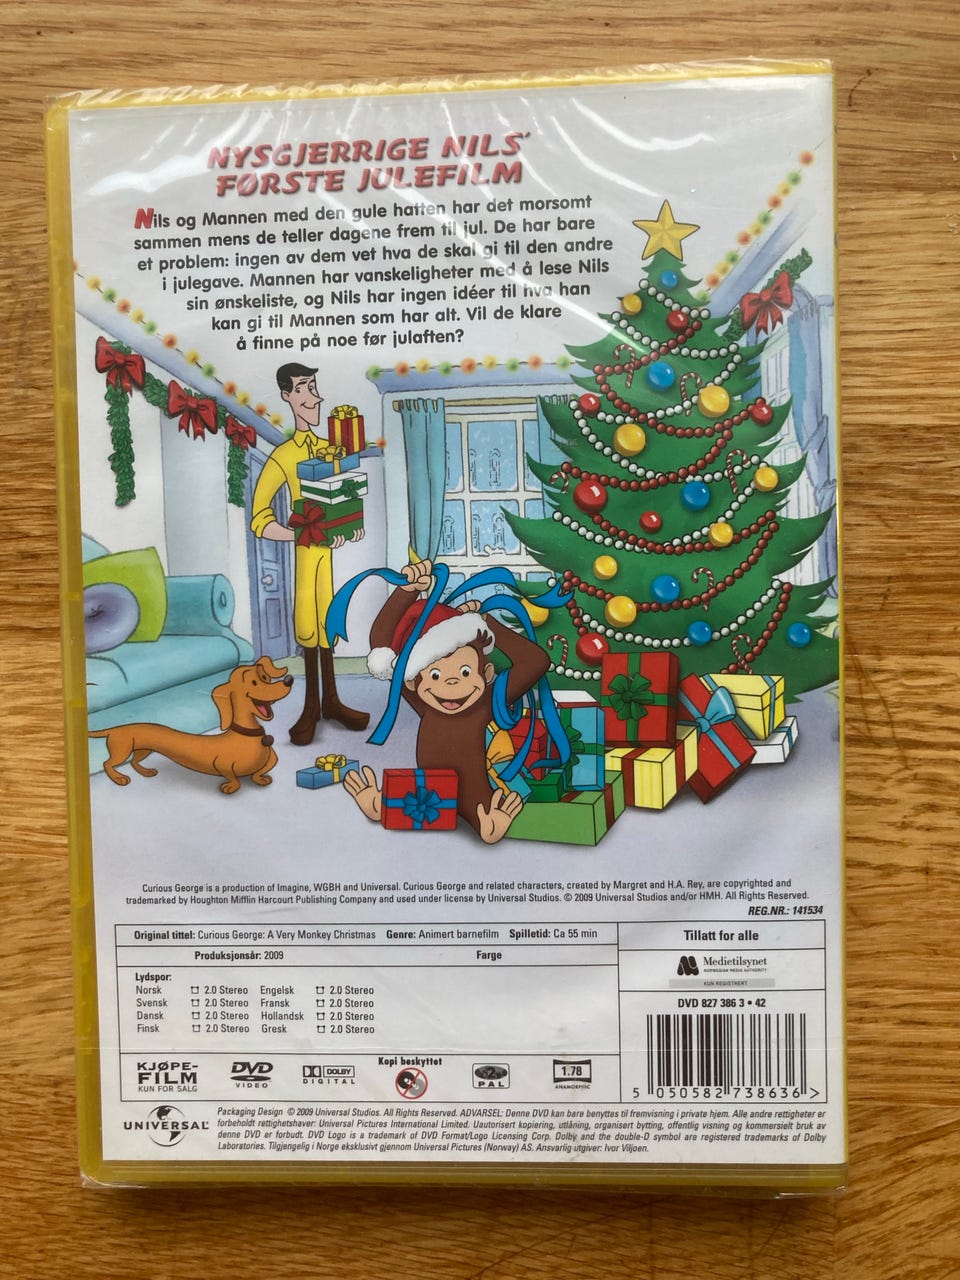 NYSGJERRIGE NILS'
FØRSTE JULEFILM
Nils og Mannen med den gule hatten har det morsomt
sammen mens de teller dagene frem til jul. De har bare
et problem: ingen av dem vet hva de skal gi til den andre
i julegave. Mannen har vanskeligheter med å lese Nils
sin ønskeliste, og Nils har ingen idéer til hva han
kan gi til Mannen som har alt. Vil de klare
å finne på noe før julaften?
Curious George is a production of Imagine, WGBH and Universal. Curious George and related characters, created by Margret and H.A. Rey, are copyrighted and
trademarked by Houghton Mifflin Harcourt Publishing Company and used under license by Universal Studios. © 2009 Universal Studios and/or HMH. All Rights Reserved.
REG.NR.: 141534
Original tittel: Curious George: A Very Monkey Christmas Genre: Animert barnefilm Spilletid: Ca 55 min
Produksjonsår: 2009 Farge
Tillatt for alle
Medietilsynet
NORWEGIAN MEDIA AUTHORITY
KUN REGISTRERT
Lydspor:
Norsk 2.0 Stereo Engelsk 2.0 Stereo
Svensk 2.0 Stereo Fransk 2.0 Stereo
Dansk 2.0 Stereo Hollandsk 2.0 Stereo
Finsk 2.0 Stereo Gresk 2.0 Stereo
DVD 827 386 3 • 42
5 050582 738636 >
KJØPE-
FILM
KUN FOR SALG
DVD
VIDEO
DOLBY
DIGITAL
Kopi beskyttet
2
PAL
1.78
ANAMORPHIC
UNIVERSAL
Packaging Design © 2009 Universal Studios. All Rights Reserved. ADVARSEL: Denne DVD kan bare benyttes til fremvisning i private hjem. Alle andre rettigheter er
forbeholdt rettighetshaver: Universal Pictures International Limited. Uautorisert kopiering, utlåning, organisert bytting, offentlig visning og kommersielt bruk av
denne DVD er forbudt. DVD Logo is a trademark of DVD Format/Logo Licensing Corp. Dolby and the double-D symbol are registered trademarks of Dolby
Laboratories. Tilgjengelig i Norge eksklusivt gjennom Universal Pictures (Norway) AS. Ansvarlig utgiver: Ivor Viljoen.